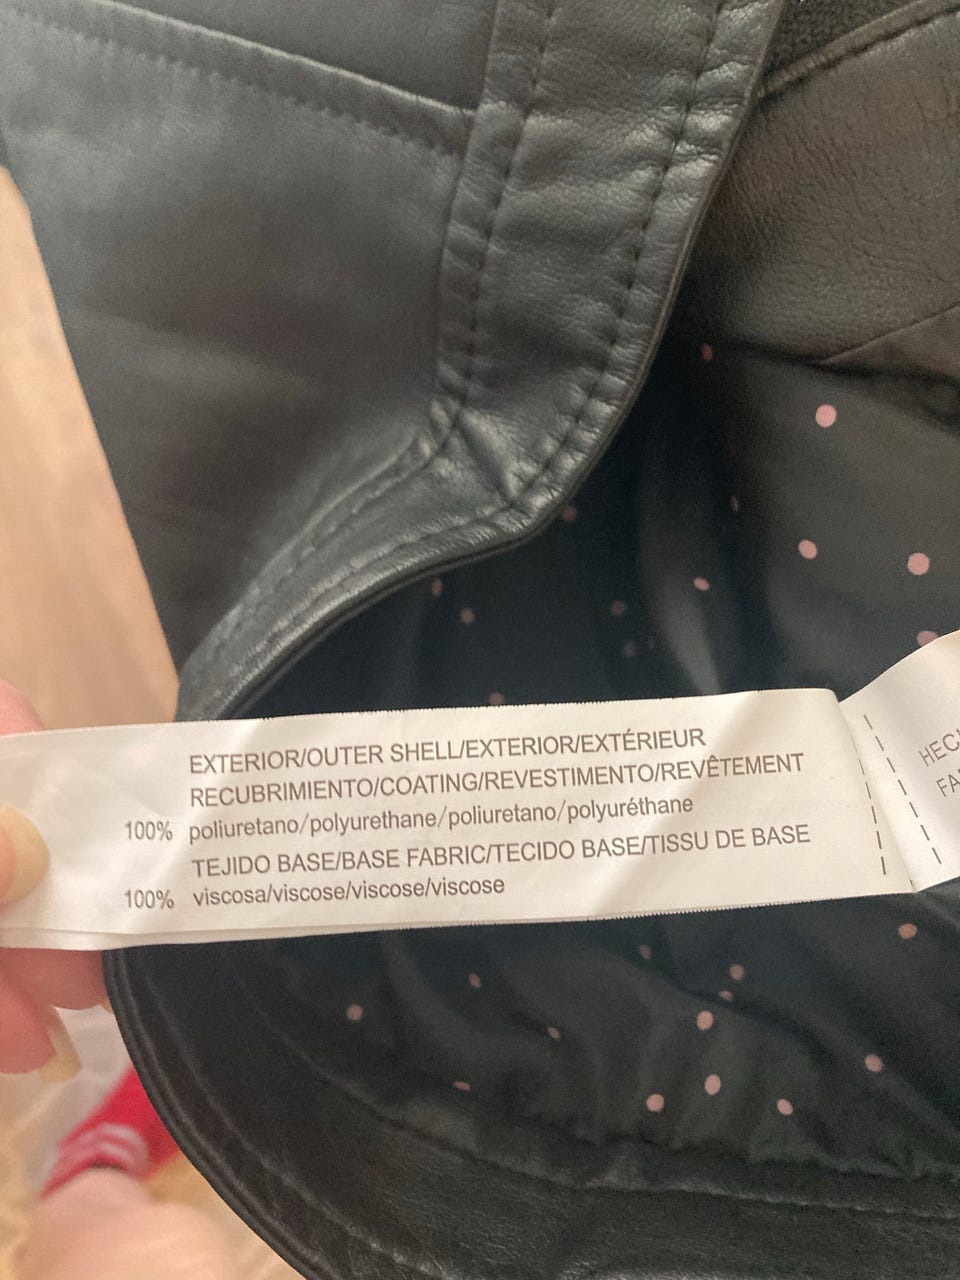 EXTERIOR/OUTER SHELL/EXTERIOR/EXTÉRIEUR
RECUBRIMIENTO/COATING/REVESTIMENTO/REVÊTEMENT
100% poliuretano/polyurethane/poliuretano/polyuréthane
TEJIDO BASE/BASE FABRIC/TECIDO BASE/TISSU DE BASE
100% viscosa/viscose/viscose/viscose